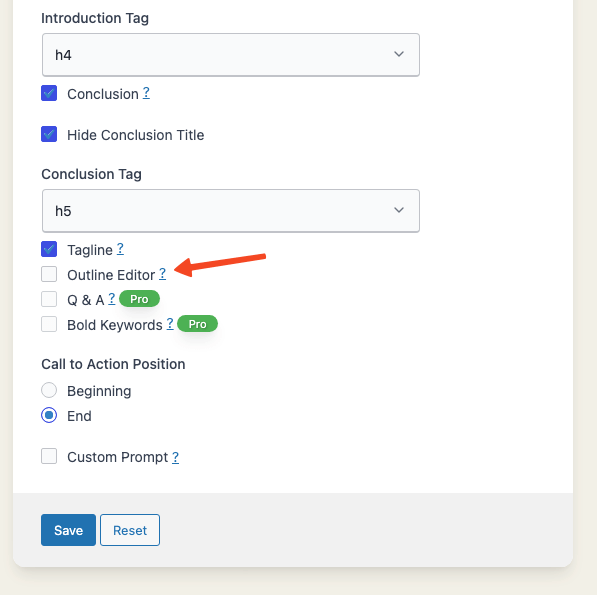 Introduction Tag
h4
Conclusion ?
Hide Conclusion Title
Conclusion Tag
h5
Tagline ?
Outline Editor ?
Q & A ? Pro
Bold Keywords ? Pro
Call to Action Position
Beginning
End
Custom Prompt ?
Save Reset